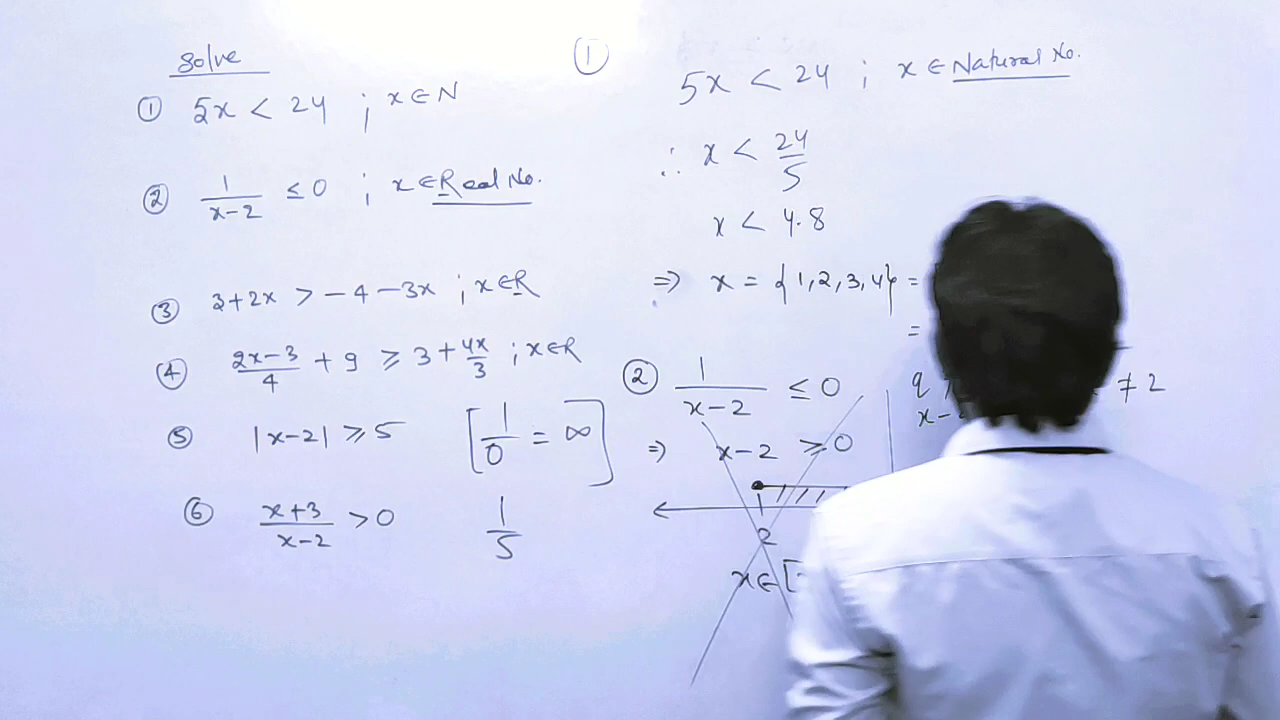 Solve
① 5x < 24 ; x ∈ N
② 1/(x-2) ≤ 0 ; x ∈ Real No.
③ 3+2x > -4-3x ; x ∈ R
④ (2x-3)/4 + 9 ≥ 3 + 4x/3 ; x ∈ R
⑤ |x-2| ≥ 5
[1/0 = ∞]
⑥ (x+3)/(x-2) > 0
1/5
①
5x < 24 ; x ∈ Natural No.
∴ x < 24/5
x < 4.8
⇒ x = {1,2,3,4} =
=
② 1/(x-2) ≤ 0
⇒ x-2 ≥ 0
2
x ∈ [
≠ 2
x-